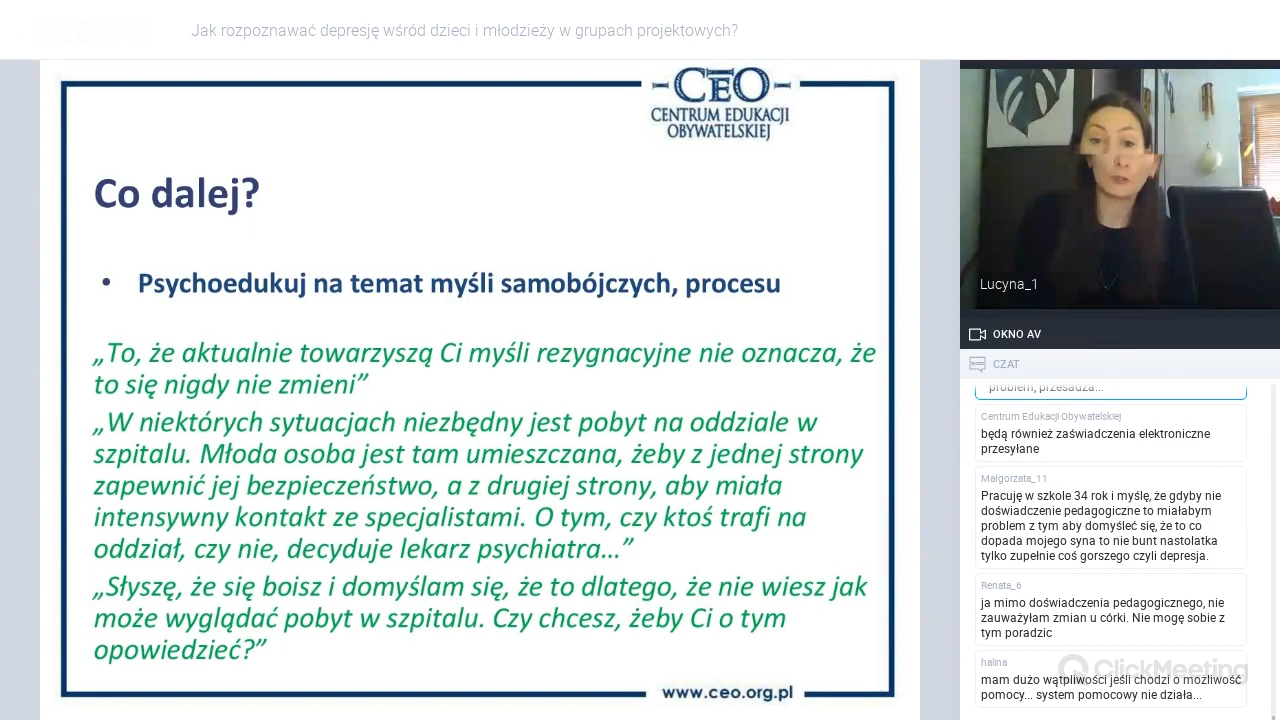 Jak rozpoznawać depresję wśród dzieci i młodzieży w grupach projektowych?
CEO
CENTRUM EDUKACJI
OBYWATELSKIEJ
Co dalej?
• Psychoedukuj na temat myśli samobójczych, procesu
„To, że aktualnie towarzyszą Ci myśli rezygnacyjne nie oznacza, że
to się nigdy nie zmieni”
„W niektórych sytuacjach niezbędny jest pobyt na oddziale w
szpitalu. Młoda osoba jest tam umieszczana, żeby z jednej strony
zapewnić jej bezpieczeństwo, a z drugiej strony, aby miała
intensywny kontakt ze specjalistami. O tym, czy ktoś trafi na
oddział, czy nie, decyduje lekarz psychiatra…”
„Słyszę, że się boisz i domyślam się, że to dlatego, że nie wiesz jak
może wyglądać pobyt w szpitalu. Czy chcesz, żeby Ci o tym
opowiedzieć?”
www.ceo.org.pl
Lucyna_1
OKNO AV
CZAT
problem, przesadza...
Centrum Edukacji Obywatelskiej
będą również zaświadczenia elektroniczne
przesyłane
Małgorzata_11
Pracuję w szkole 34 rok i myślę, że gdyby nie
doświadczenie pedagogiczne to miałabym
problem z tym aby domyśleć się, że to co
dopada mojego syna to nie bunt nastolatka
tylko zupełnie coś gorszego czyli depresja.
Renata_6
ja mimo doświadczenia pedagogicznego, nie
zauważyłam zmian u córki. Nie mogę sobie z
tym poradzic
halina
mam dużo wątpliwości jeśli chodzi o możliwość
pomocy... system pomocowy nie działa...
ClickMeeting